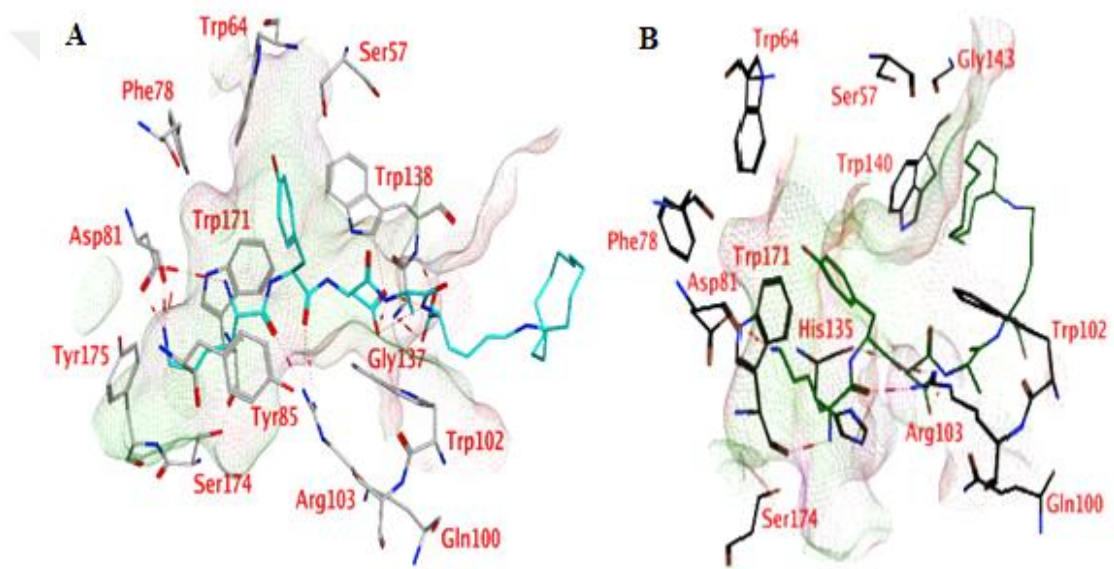 A
Trp64
Ser57
Phe78
Trp138
Trp171
Asp81
Tyr175
Gly137
Tyr85
Trp102
Ser174
Arg103
Gln100
B
Trp64
Gly143
Ser57
Trp140
Phe78
Trp171
Asp81
His135
Trp102
Arg103
Ser174
Gln100